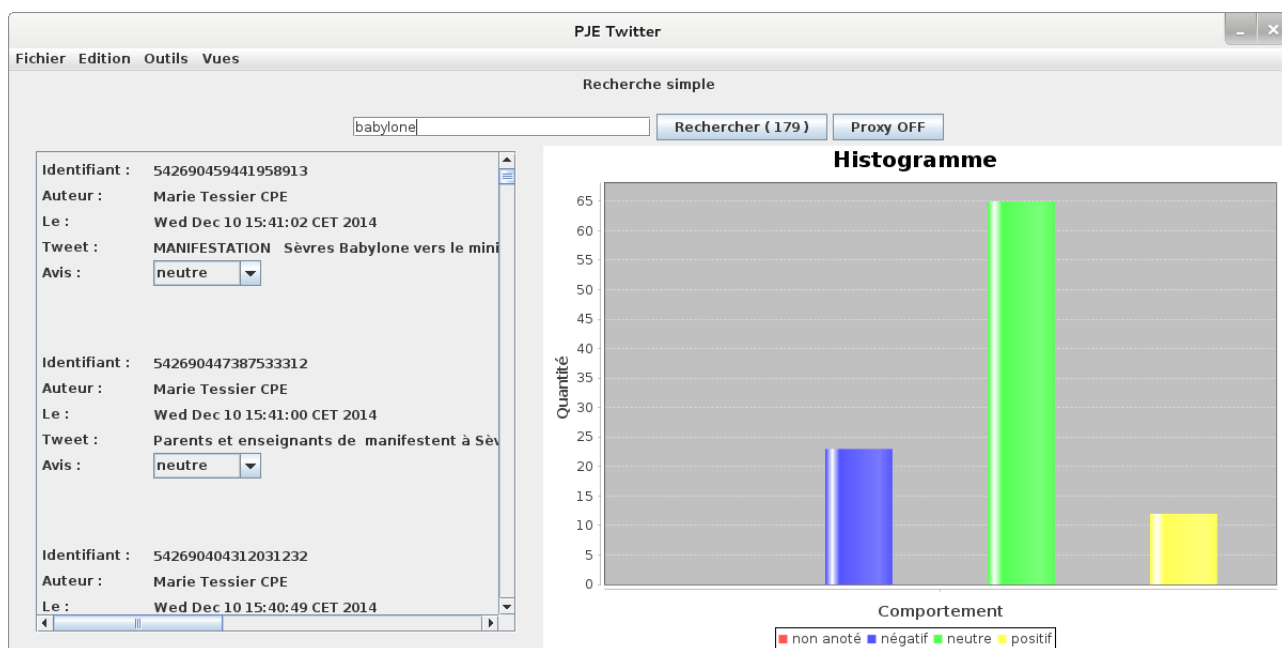 PJE Twitter
Fichier Edition Outils Vues
Recherche simple
babylone
Rechercher ( 179 )
Proxy OFF
Identifiant : 542690459441958913
Auteur : Marie Tessier CPE
Le : Wed Dec 10 15:41:02 CET 2014
Tweet : MANIFESTATION Sèvres Babylone vers le mini
Avis : neutre
Identifiant : 542690447387533312
Auteur : Marie Tessier CPE
Le : Wed Dec 10 15:41:00 CET 2014
Tweet : Parents et enseignants de manifestent à Sèv
Avis : neutre
Identifiant : 542690404312031232
Auteur : Marie Tessier CPE
Le : Wed Dec 10 15:40:49 CET 2014
Histogramme
Quantité
65
60
55
50
45
40
35
30
25
20
15
10
5
0
Comportement
non anoté négatif neutre positif